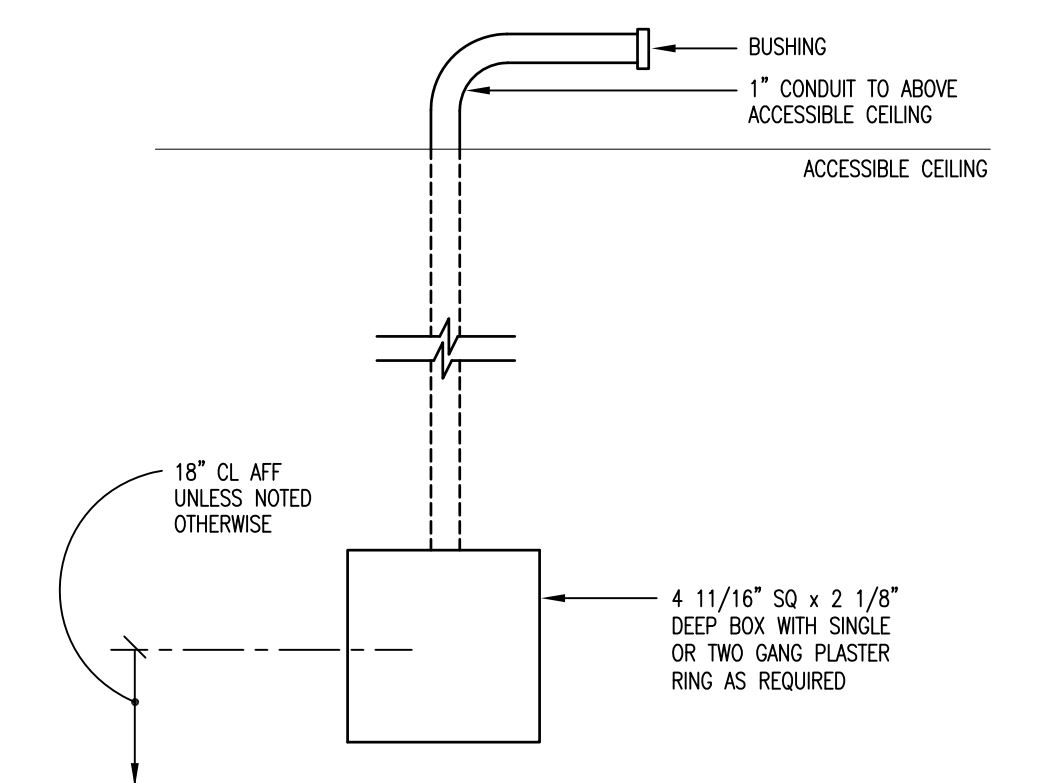 BUSHING
1” CONDUIT TO ABOVE
ACCESSIBLE CEILING
ACCESSIBLE CEILING
18” CL AFF
UNLESS NOTED
OTHERWISE
4 11/16” SQ x 2 1/8”
DEEP BOX WITH SINGLE
OR TWO GANG PLASTER
RING AS REQUIRED